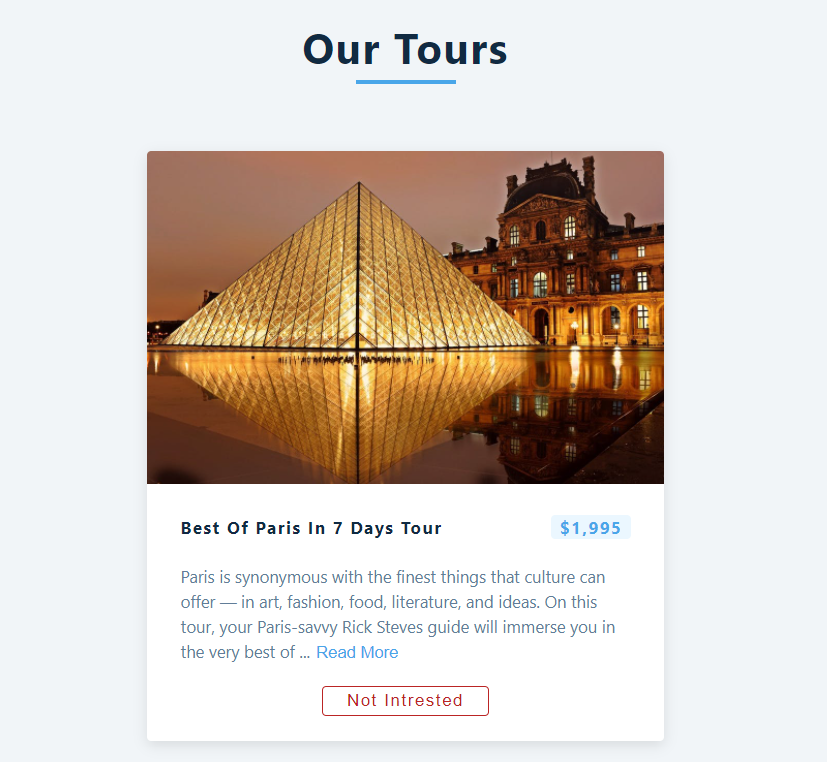 Our Tours
Best Of Paris In 7 Days Tour
$1,995
Paris is synonymous with the finest things that culture can
offer — in art, fashion, food, literature, and ideas. On this
tour, your Paris-savvy Rick Steves guide will immerse you in
the very best of ... Read More
Not Intrested